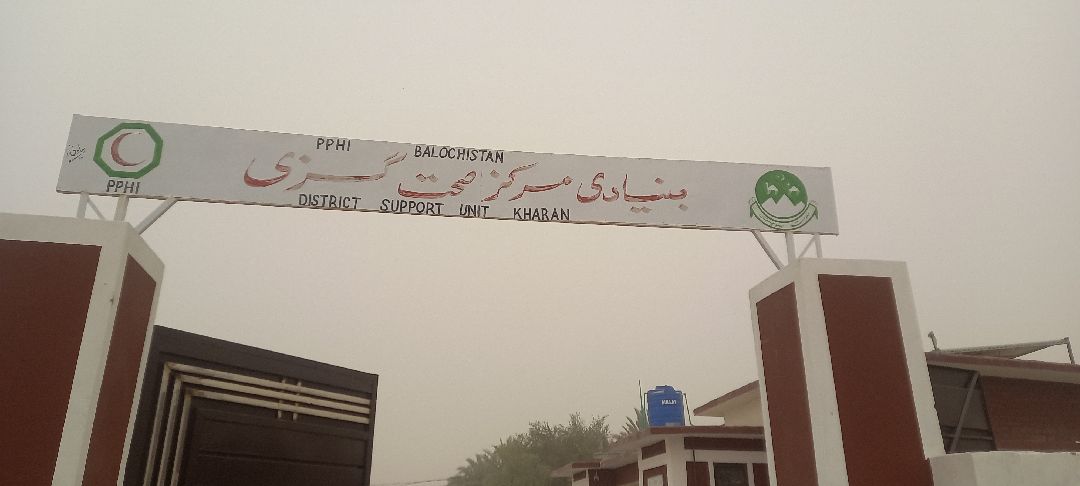 PPHI BALOCHISTAN
بنیادی مرکز صحت گزی
DISTRICT SUPPORT UNIT KHARAN
PPHI